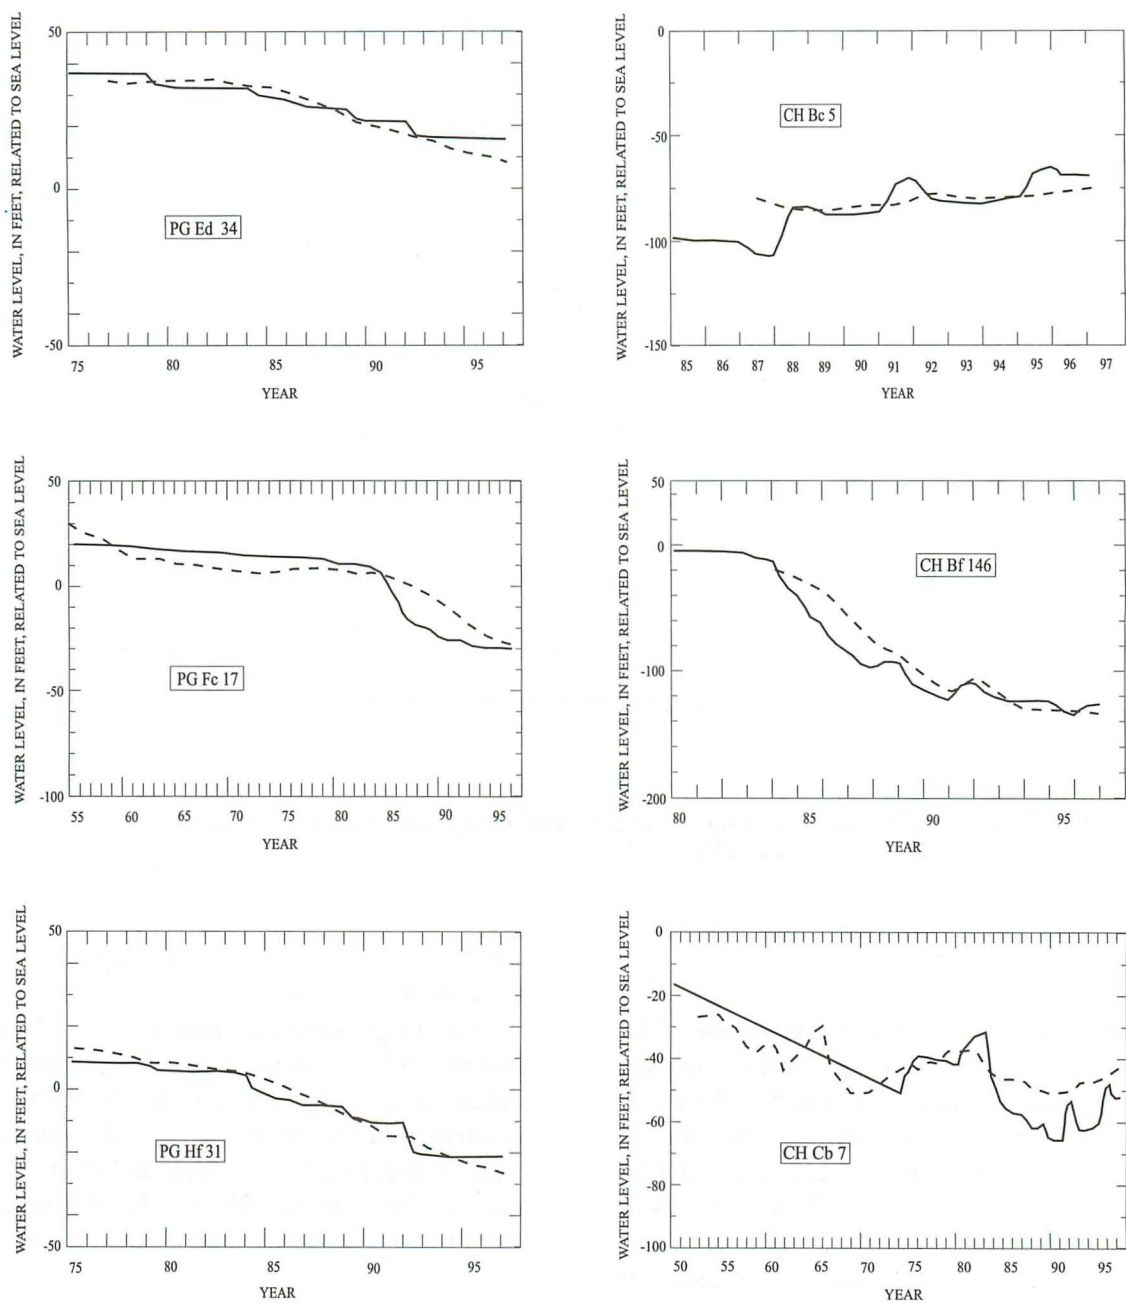 WATER LEVEL, IN FEET, RELATED TO SEA LEVEL
50
0
-50
PG Ed 34
75 80 85 90 95
YEAR
WATER LEVEL, IN FEET, RELATED TO SEA LEVEL
0
-50
-100
-150
CH Bc 5
85 86 87 88 89 90 91 92 93 94 95 96 97
YEAR
WATER LEVEL, IN FEET, RELATED TO SEA LEVEL
50
0
-50
-100
PG Fc 17
55 60 65 70 75 80 85 90 95
YEAR
WATER LEVEL, IN FEET, RELATED TO SEA LEVEL
50
0
-100
-200
CH Bf 146
80 85 90 95
YEAR
WATER LEVEL, IN FEET, RELATED TO SEA LEVEL
50
0
-50
PG Hf 31
75 80 85 90 95
YEAR
WATER LEVEL, IN FEET, RELATED TO SEA LEVEL
0
-20
-40
-60
-80
-100
CH Cb 7
50 55 60 65 70 75 80 82 90 95
YEAR